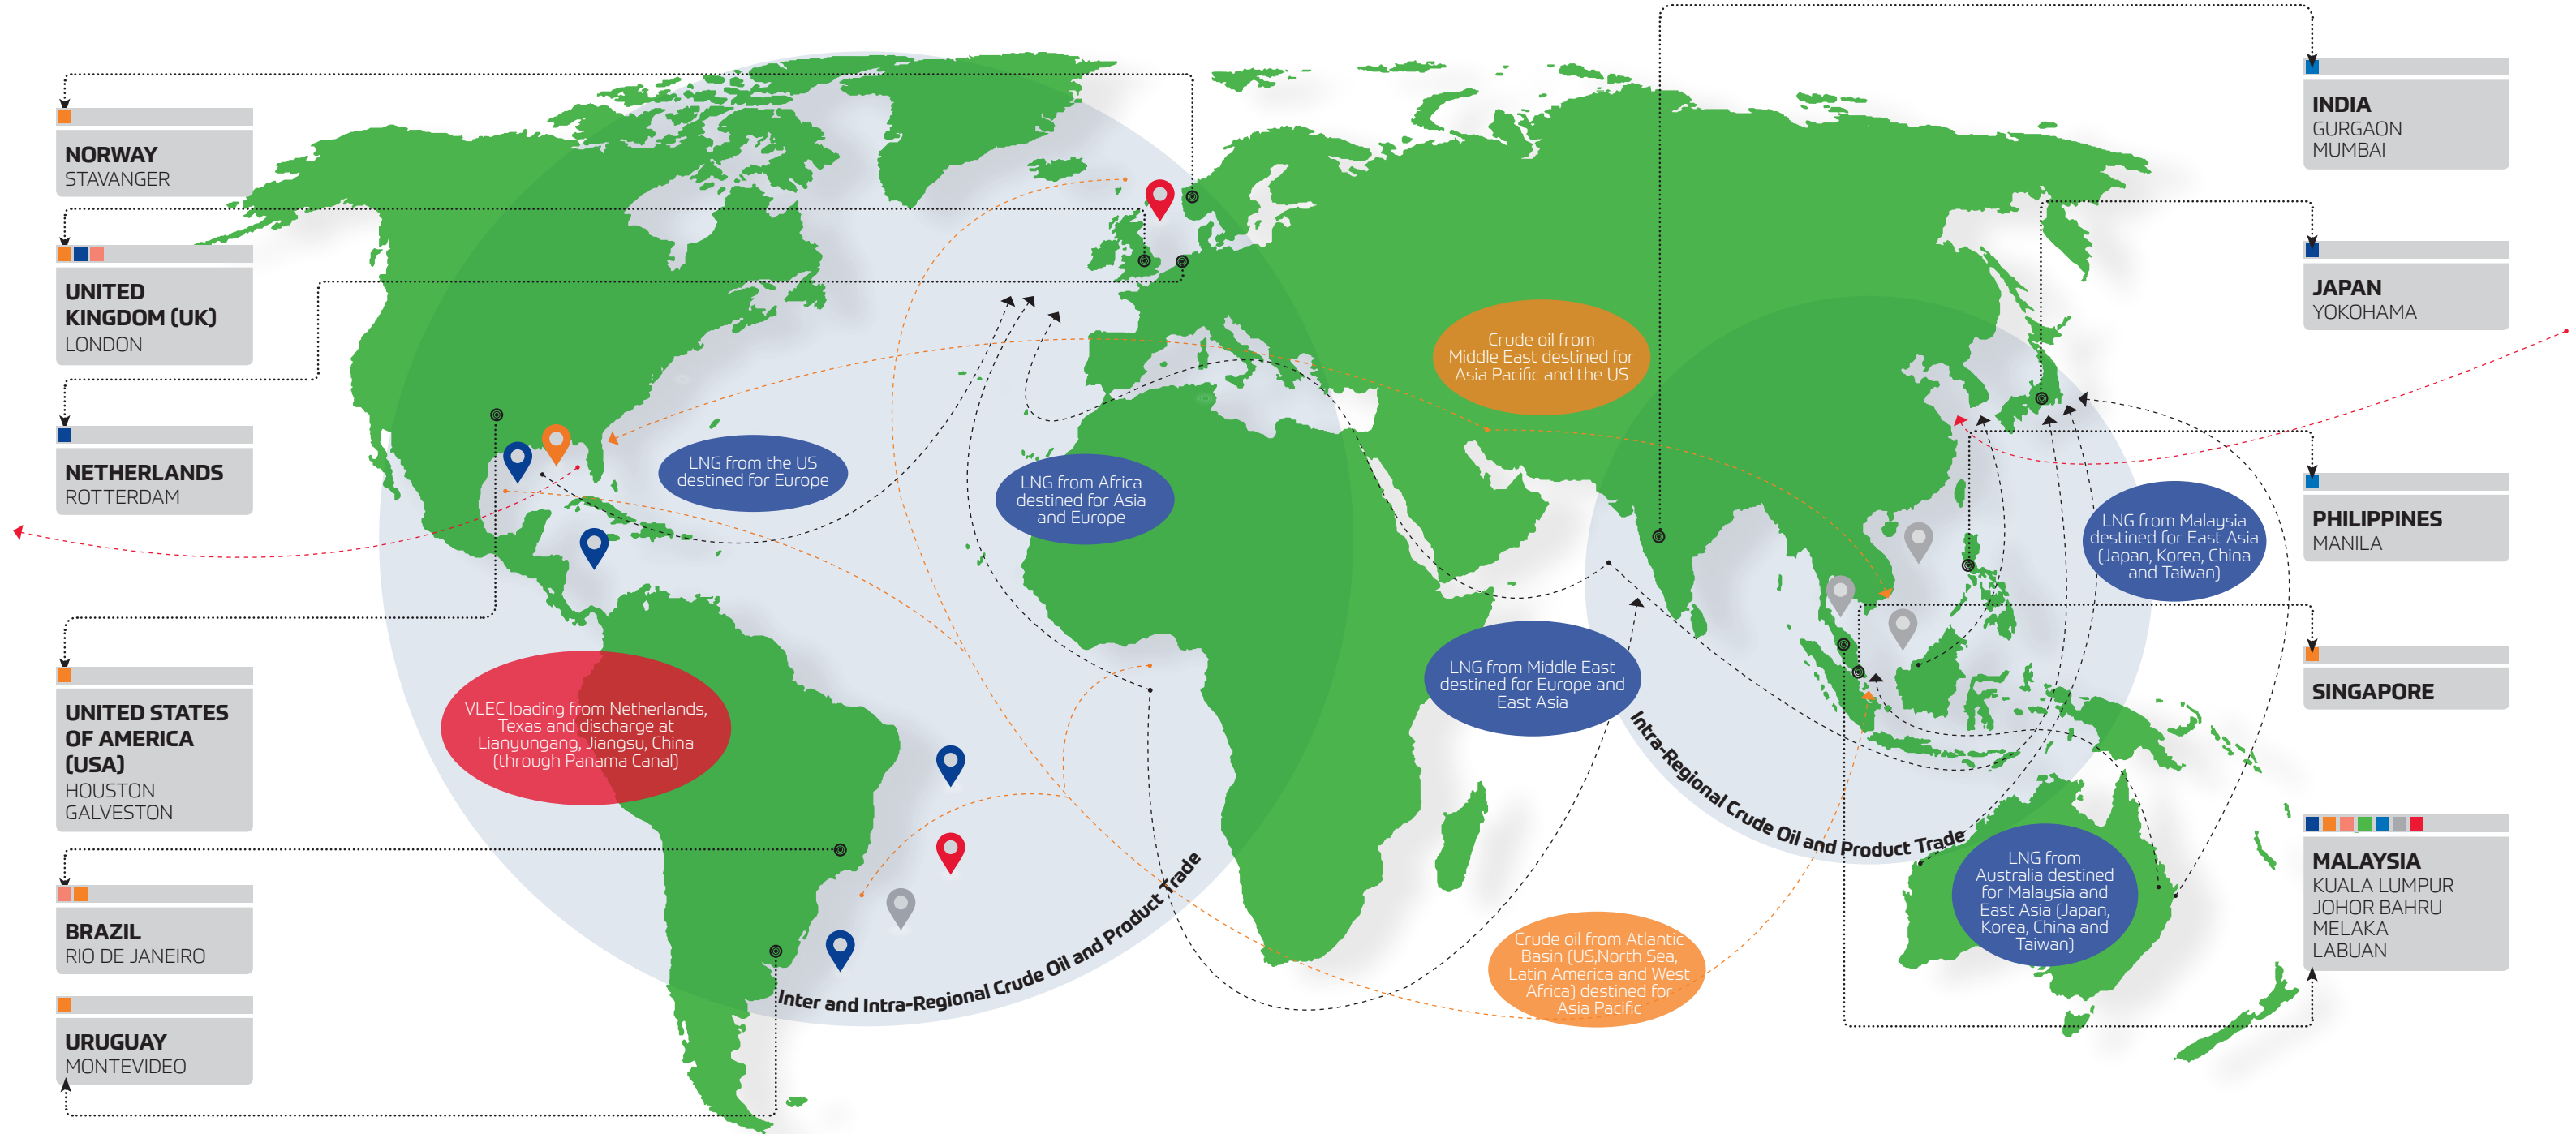 NORWAY
STAVANGER
UNITED
KINGDOM (UK)
LONDON
NETHERLANDS
ROTTERDAM
UNITED STATES
OF AMERICA
(USA)
HOUSTON
GALVESTON
BRAZIL
RIO DE JANEIRO
URUGUAY
MONTEVIDEO
LNG from the US
destined for Europe
LNG from Africa
destined for Asia
and Europe
VLEC loading from Netherlands,
Texas and discharge at
Lianyungang, Jiangsu, China
(through Panama Canal)
Inter and Intra-Regional Crude Oil and Product Trade
Crude oil from
Middle East destined for
Asia Pacific and the US
LNG from Middle East
destined for Europe and
East Asia
Crude oil from Atlantic
Basin (US,North Sea,
Latin America and West
Africa) destined for
Asia Pacific
Intra-Regional Crude Oil and Product Trade
LNG from Malaysia
destined for East Asia
(Japan, Korea, China
and Taiwan)
LNG from
Australia destined
for Malaysia and
East Asia (Japan,
Korea, China and
Taiwan)
INDIA
GURGAON
MUMBAI
JAPAN
YOKOHAMA
PHILIPPINES
MANILA
SINGAPORE
MALAYSIA
KUALA LUMPUR
JOHOR BAHRU
MELAKA
LABUAN